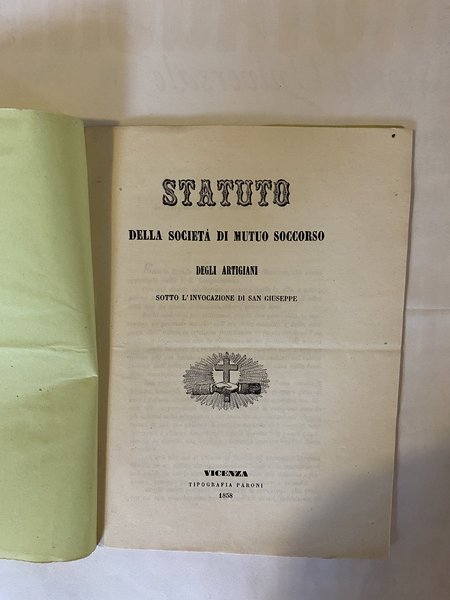 STATUTO
DELLA SOCIETÀ DI MUTUO SOCCORSO
DEGLI ARTIGIANI
SOTTO L'INVOCAZIONE DI SAN GIUSEPPE
VICENZA
TIPOGRAFIA PARONI
1858